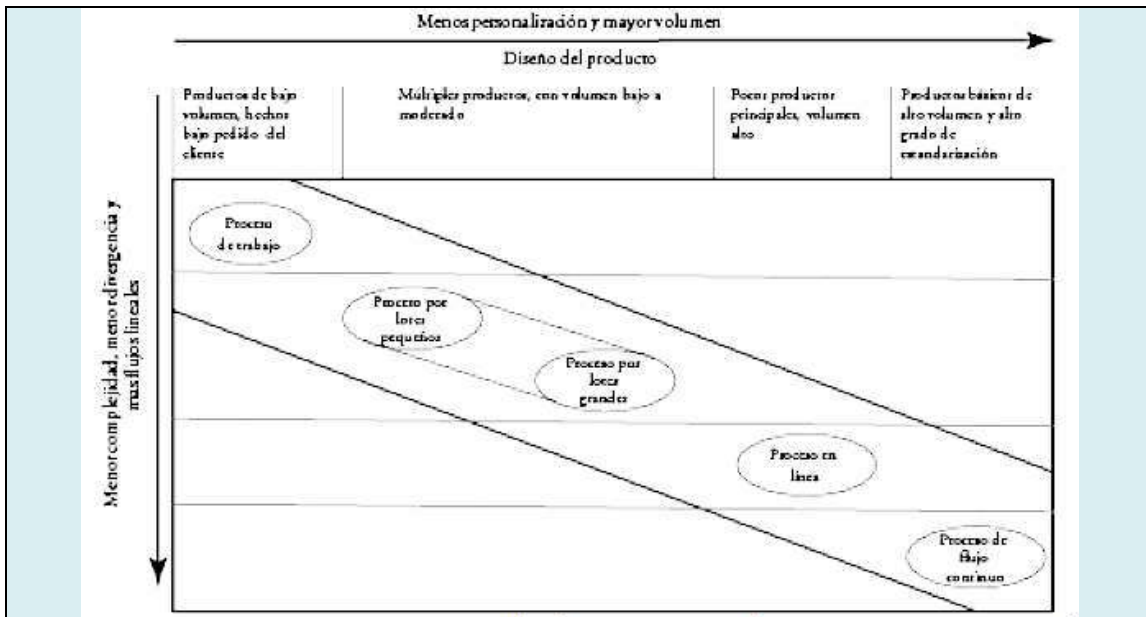 Menos personalización y mayor volumen
Diseño del producto
Productos de bajo
volumen, hechos
bajo pedido del
cliente
Múltiples productos, con volumen bajo a
moderado
Pocos productos
principales, volumen
alto
Productos básicos de
alto volumen y alto
grado de
estandarización
Menor complejidad, menor divergencia y
mas flujos lineales
Proceso
de trabajo
Proceso por
lotes
pequeños
Proceso por
lotes
grandes
Proceso en
línea
Proceso de
flujo
continuo